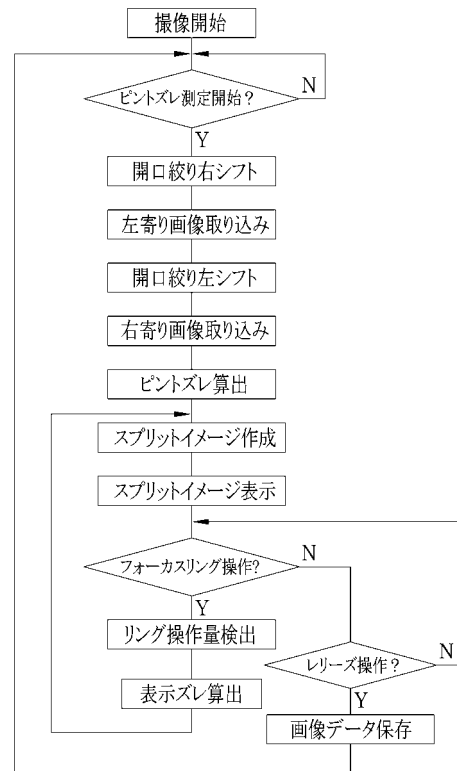 撮像開始
N
ピントズレ測定開始？
Y
開口絞り右シフト
左寄り画像取り込み
開口絞り左シフト
右寄り画像取り込み
ピントズレ算出
スプリットイメージ作成
スプリットイメージ表示
N
フォーカスリング操作?
Y
リング操作量検出
N
レリーズ操作？
表示ズレ算出
Y
画像データ保存